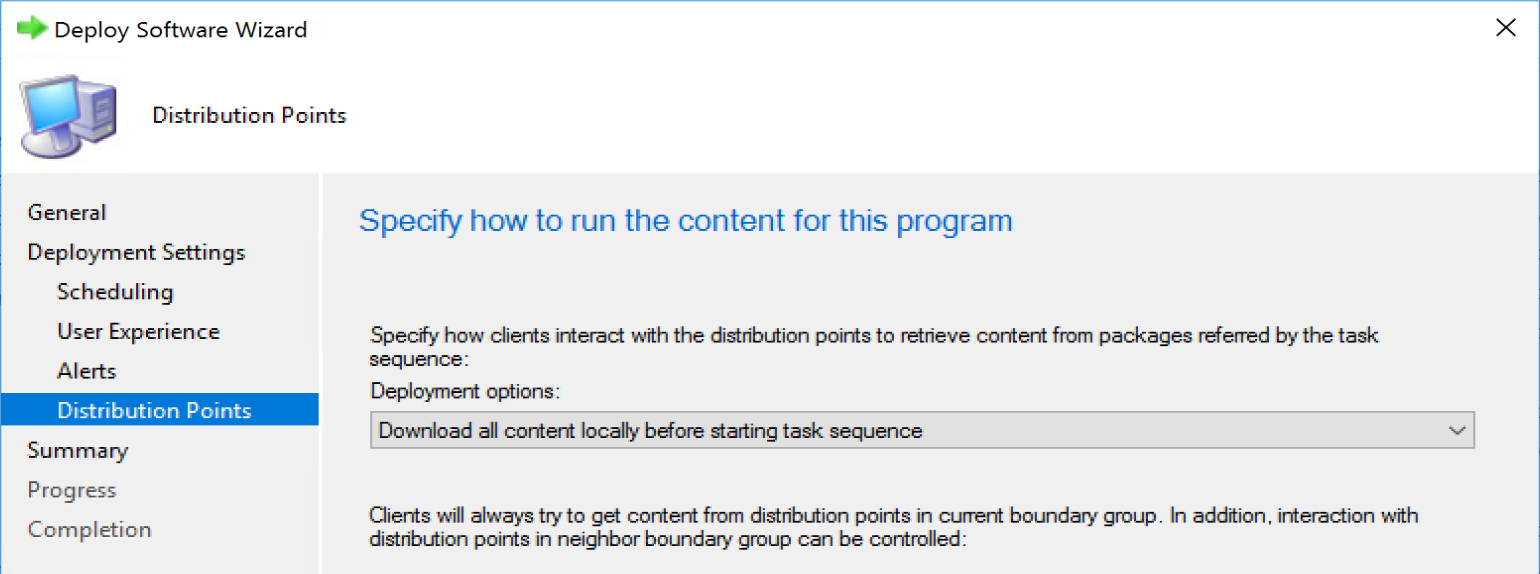 Deploy Software Wizard
Distribution Points
General
Deployment Settings
Scheduling
User Experience
Alerts
Distribution Points
Summary
Progress
Completion
Specify how to run the content for this program
Specify how clients interact with the distribution points to retrieve content from packages referred by the task
sequence:
Deployment options:
Download all content locally before starting task sequence
Clients will always try to get content from distribution points in current boundary group. In addition, interaction with
distribution points in neighbor boundary group can be controlled: